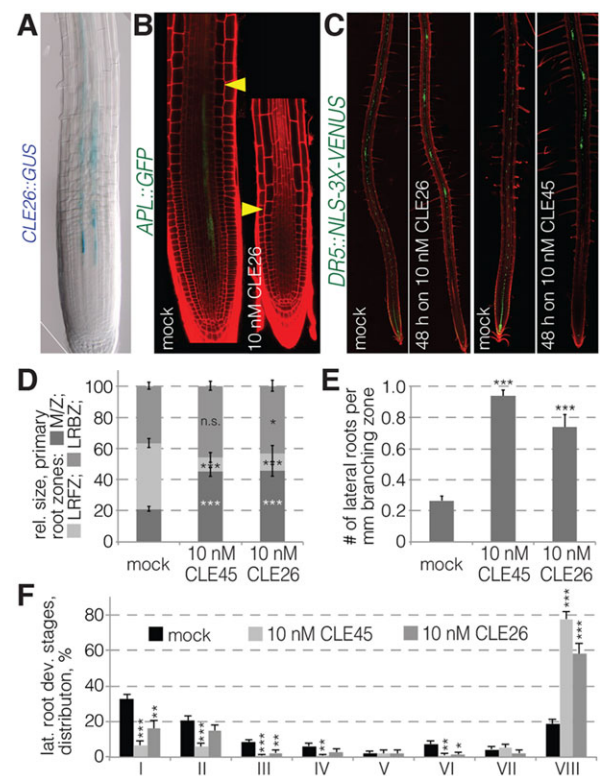 A
B
C
CLE26::GUS
APL::GFP
mock
10 nM CLE26
DR5::NLS-3X-VENUS
mock
48 h on 10 nM CLE26
mock
48 h on 10 nM CLE45
D
rel. size, primary
root zones: M/Z;
LRFZ; LRBZ;
100
80
60
40
20
0
n.s.
***
***
*
***
***
mock
10 nM
CLE45
10 nM
CLE26
E
# of lateral roots per
mm branching zone
1.0
0.8
0.6
0.4
0.2
0
***
***
mock
10 nM
CLE45
10 nM
CLE26
F
lat. root dev. stages,
distributon, %
80
60
40
20
0
mock 10 nM CLE45 10 nM CLE26
***
**
***
***
**
***
**
*
***
***
I II III IV V VI VII VIII